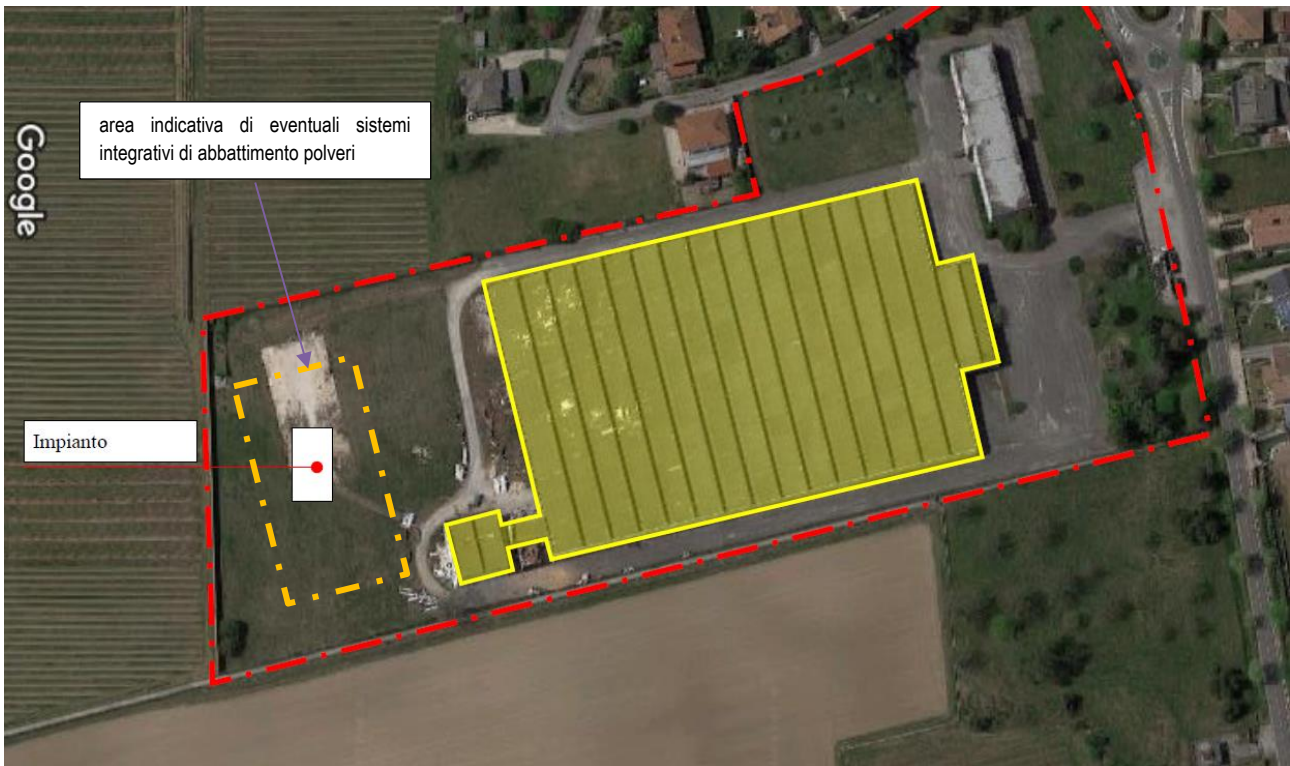 area indicativa di eventuali sistemi
integrativi di abbattimento polveri
Google
Impianto